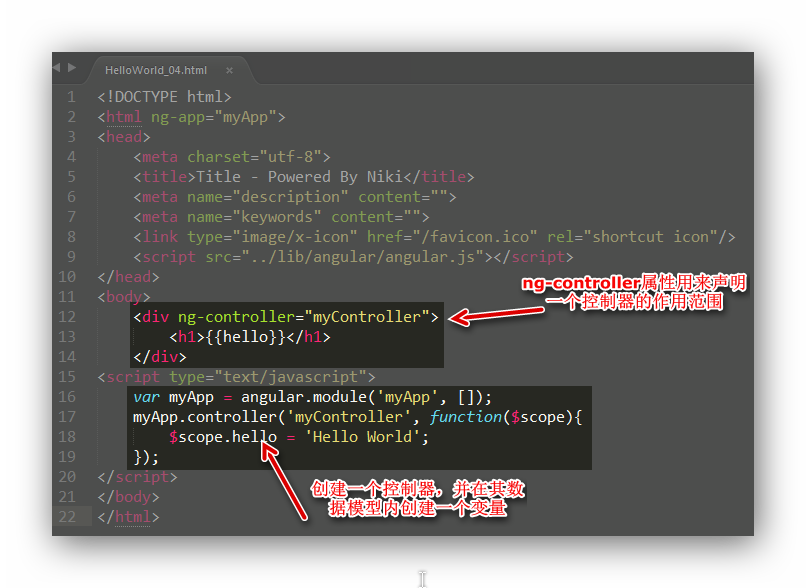 HelloWorld_04.html ×
1 <!DOCTYPE html>
2 <html ng-app="myApp">
3 <head>
4 <meta charset="utf-8">
5 <title>Title - Powered By Niki</title>
6 <meta name="description" content="">
7 <meta name="keywords" content="">
8 <link type="image/x-icon" href="/favicon.ico" rel="shortcut icon"/>
9 <script src="../lib/angular/angular.js"></script>
10 </head>
ng-controller属性用来声明
一个控制器的作用范围
11 <body>
12 <div ng-controller="myController">
13 <h1>{{hello}}</h1>
14 </div>
15 <script type="text/javascript">
16 var myApp = angular.module('myApp', []);
17 myApp.controller('myController', function($scope){
18 $scope.hello = 'Hello World';
19 });
20 </script>
创建一个控制器，并在其数
据模型内创建一个变量
21 </body>
22 </html>